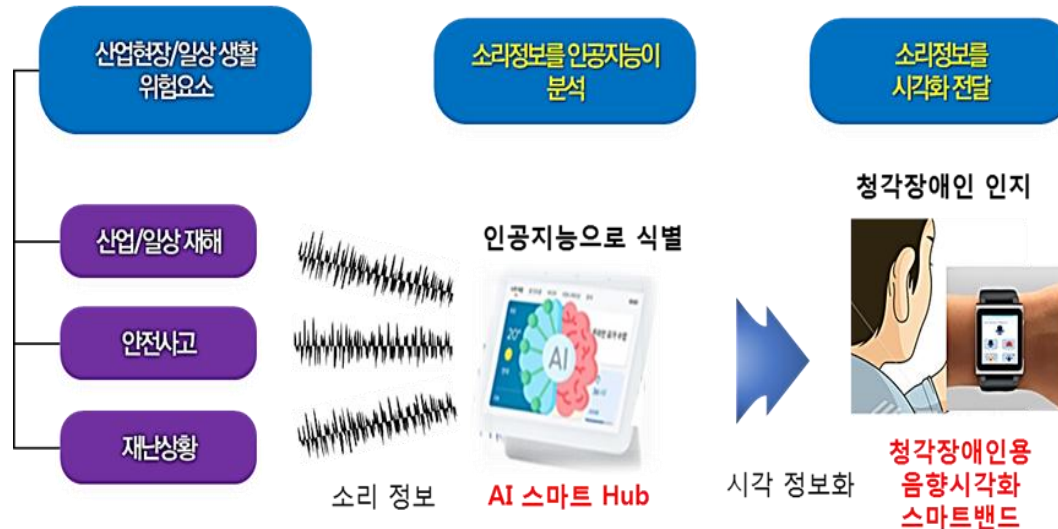 산업현장/일상 생활
위험요소
소리정보를 인공지능이
분석
소리정보를
시각화 전달
청각장애인 인지
산업/일상 재해
인공지능으로 식별
20°
AI
안전사고
재난상황
소리 정보
AI 스마트 Hub
시각 정보화
청각장애인용
음향시각화
스마트밴드